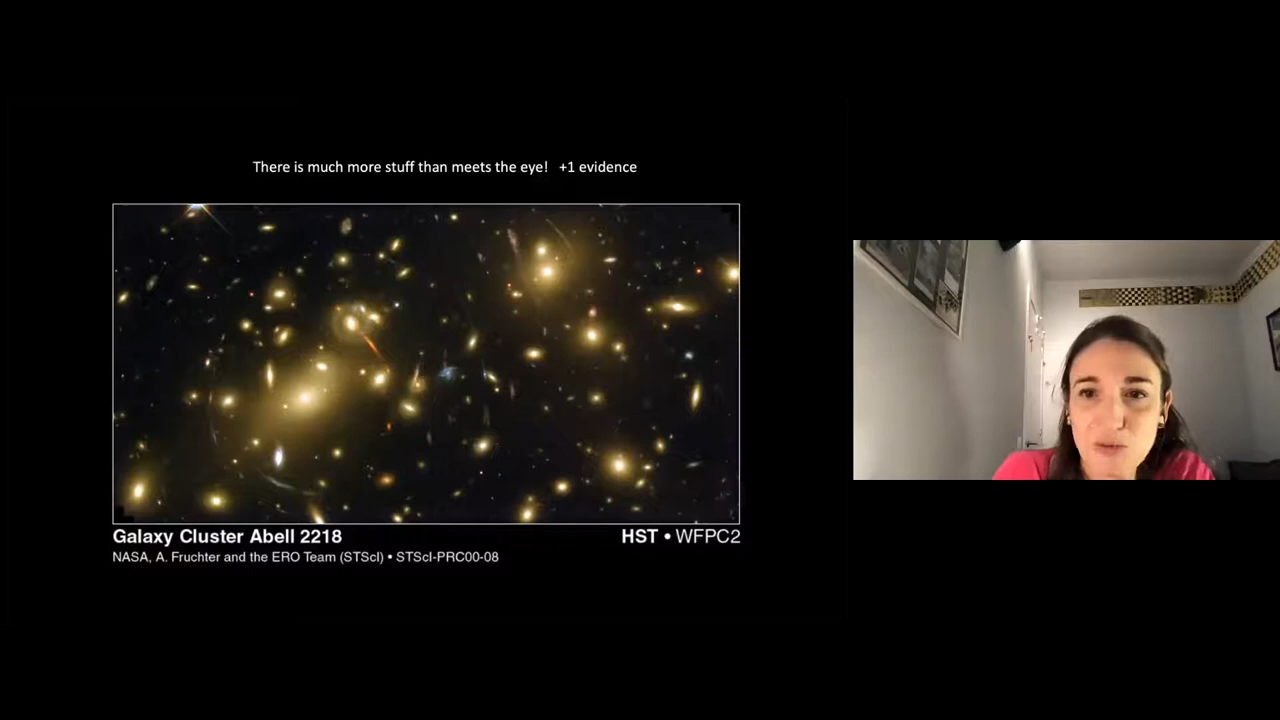 There is much more stuff than meets the eye!   +1 evidence
Galaxy Cluster Abell 2218
HST • WFPC2
NASA, A. Fruchter and the ERO Team (STScI) • STScI-PRC00-08